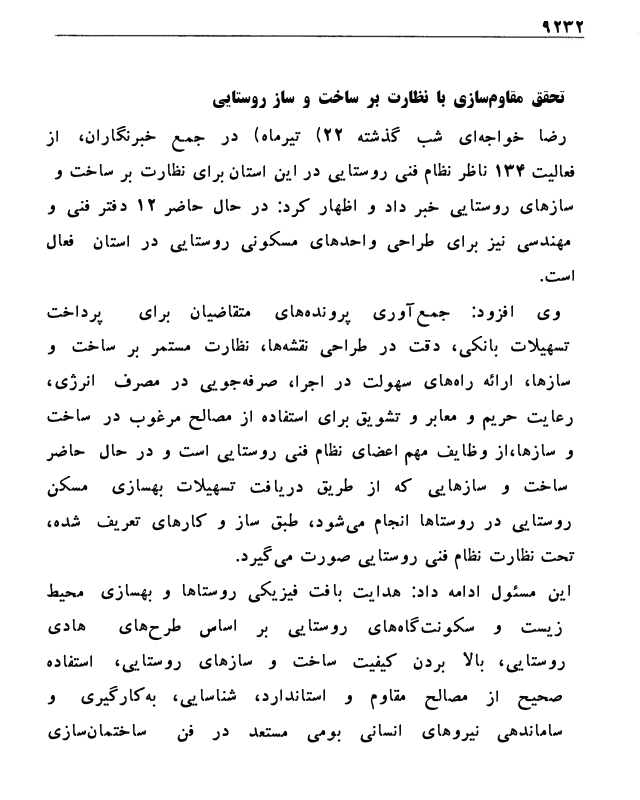 ۹۲۳۲
تحقق مقاوم‌سازی با نظارت بر ساخت و ساز روستایی
رضا خواجه‌ای شب گذشته ۲۲) تیرماه) در جمع خبرنگاران، از
فعالیت ۱۳۴ ناظر نظام فنی روستایی در این استان برای نظارت بر ساخت و
سازهای روستایی خبر داد و اظهار کرد: در حال حاضر ۱۲ دفتر فنی و
مهندسی نیز برای طراحی واحدهای مسکونی روستایی در استان فعال
است.
وی افزود: جمع‌آوری پرونده‌های متقاضیان برای پرداخت
تسهیلات بانکی، دقت در طراحی نقشه‌ها، نظارت مستمر بر ساخت و
سازها، ارائه راه‌های سهولت در اجرا، صرفه‌جویی در مصرف انرژی،
رعایت حریم و معابر و تشویق برای استفاده از مصالح مرغوب در ساخت
و سازها،از وظایف مهم اعضای نظام فنی روستایی است و در حال حاضر
ساخت و سازهایی که از طریق دریافت تسهیلات بهسازی مسکن
روستایی در روستاها انجام می‌شود، طبق ساز و کارهای تعریف شده،
تحت نظارت نظام فنی روستایی صورت می‌گیرد.
این مسئول ادامه داد: هدایت بافت فیزیکی روستاها و بهسازی محیط
زیست و سکونت‌گاه‌های روستایی بر اساس طرح‌های هادی
روستایی، بالا بردن کیفیت ساخت و سازهای روستایی، استفاده
صحیح از مصالح مقاوم و استاندارد، شناسایی، به‌کارگیری و
ساماندهی نیروهای انسانی بومی مستعد در فن ساختمان‌سازی